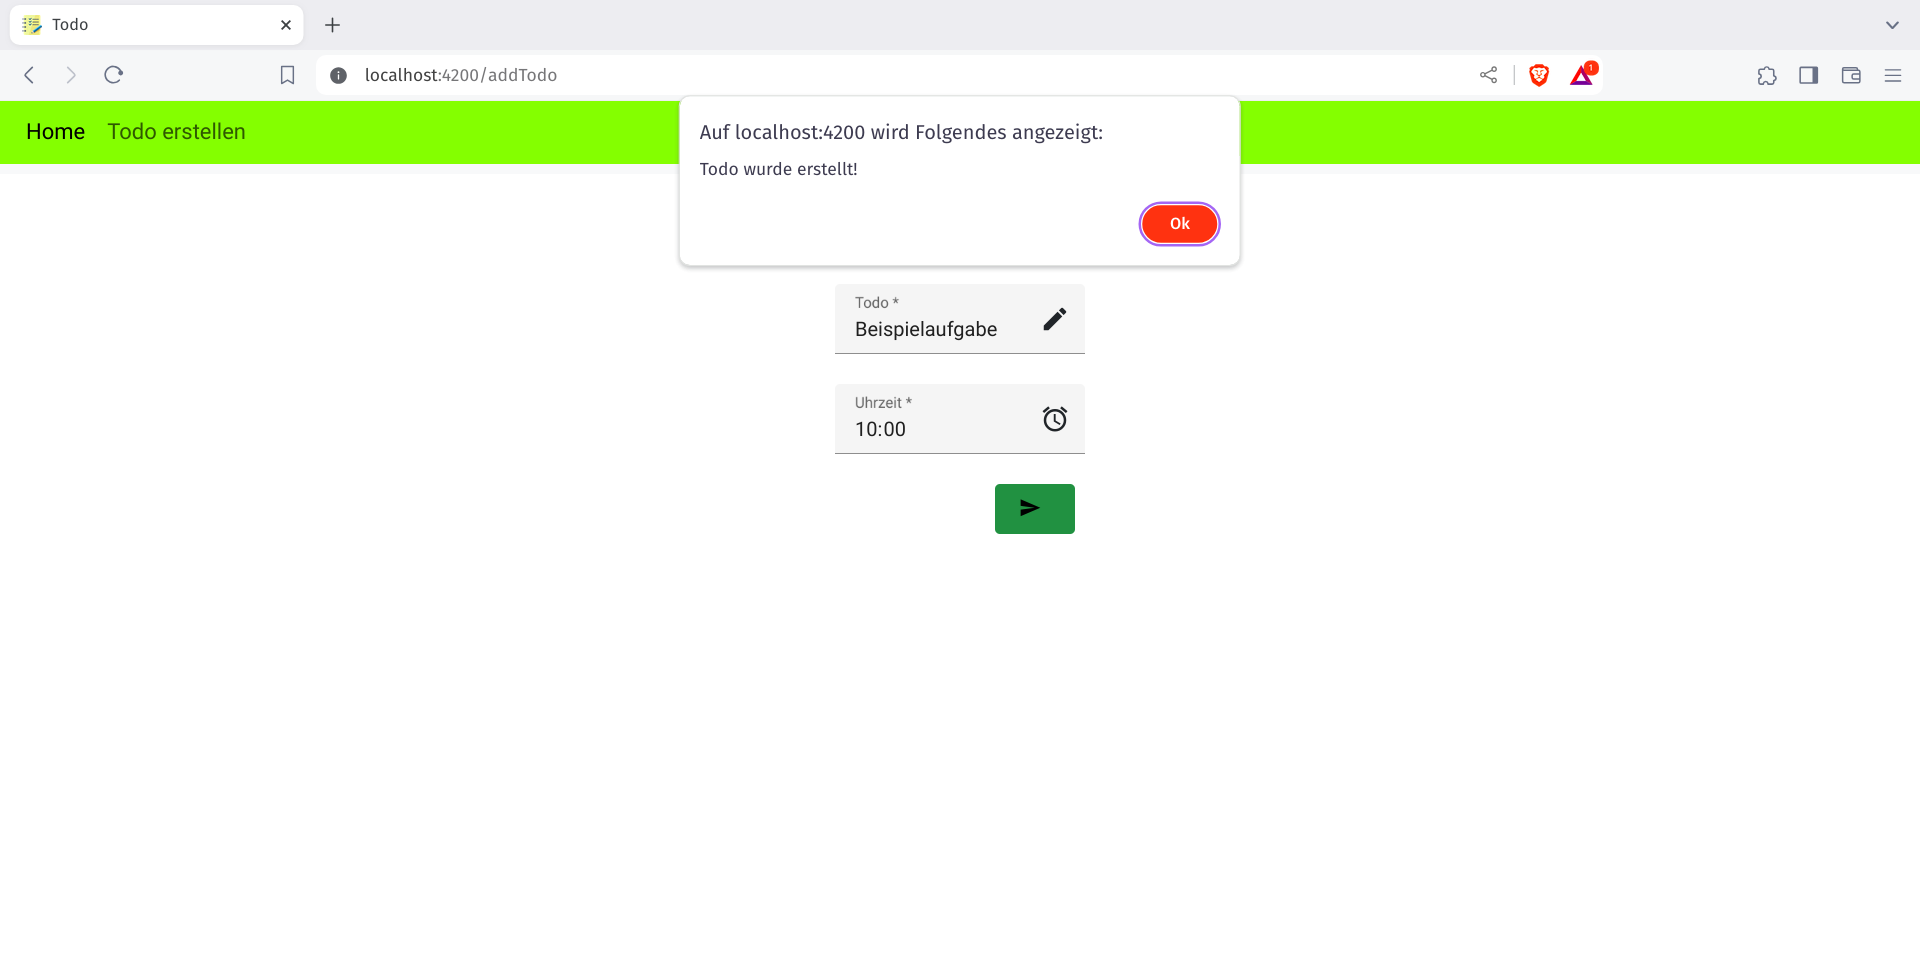 Todo
localhost:4200/addTodo
1
Home Todo erstellen
Auf localhost:4200 wird Folgendes angezeigt:
Todo wurde erstellt!
Ok
Todo *
Beispielaufgabe
Uhrzeit *
10:00